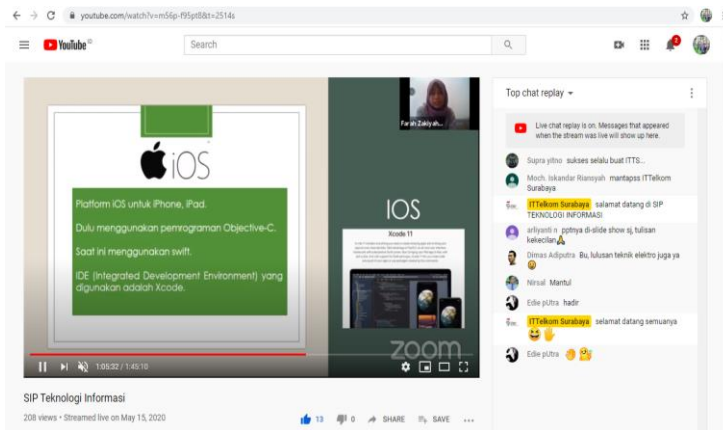 youtube.com/watch?v=m56p-f95pt8&t=2514s
YouTube
Search
2
iOS
Platform iOS untuk iPhone, iPad.
Dulu menggunakan pemrograman Objective-C.
Saat ini menggunakan swift.
IDE (Integrated Development Environment) yang
digunakan adalah Xcode.
Farah Zakiyah...
IOS
Xcode 11
zoom
1:05:32 / 1:45:10
SIP Teknologi Informasi
208 views • Streamed live on May 15, 2020
13
0
SHARE
SAVE
Top chat replay
Live chat replay is on. Messages that appeared
when the stream was live will show up here.
Supra yitno sukses selalu buat ITTS...
Moch. Iskandar Riansyah mantapss ITTelkom
Surabaya
ITTelkom Surabaya salamat datang di SIP
TEKNOLOGI INFORMASI
arliyanti n pptnya di-slide show sj, tulisan
kekecilan🙏
Dimas Adiputra Bu, lulusan teknik elektro juga ya
Nirsal Mantul
Edie pUtra hadir
ITTelkom Surabaya selamat datang semuanya
Edie pUtra